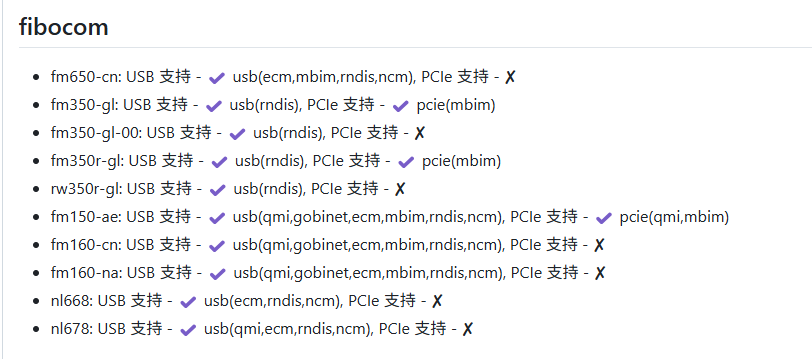 fibocom
• fm650-cn: USB 支持 - ✔ usb(ecm,mbim,rndis,ncm), PCIe 支持 - ✗
• fm350-gl: USB 支持 - ✔ usb(rndis), PCIe 支持 - ✔ pcie(mbim)
• fm350-gl-00: USB 支持 - ✔ usb(rndis), PCIe 支持 - ✗
• fm350r-gl: USB 支持 - ✔ usb(rndis), PCIe 支持 - ✔ pcie(mbim)
• rw350r-gl: USB 支持 - ✔ usb(rndis), PCIe 支持 - ✗
• fm150-ae: USB 支持 - ✔ usb(qmi,gobinet,ecm,mbim,rndis,ncm), PCIe 支持 - ✔ pcie(qmi,mbim)
• fm160-cn: USB 支持 - ✔ usb(qmi,gobinet,ecm,mbim,rndis,ncm), PCIe 支持 - ✗
• fm160-na: USB 支持 - ✔ usb(qmi,gobinet,ecm,mbim,rndis,ncm), PCIe 支持 - ✗
• nl668: USB 支持 - ✔ usb(ecm,rndis,ncm), PCIe 支持 - ✗
• nl678: USB 支持 - ✔ usb(qmi,ecm,rndis,ncm), PCIe 支持 - ✗